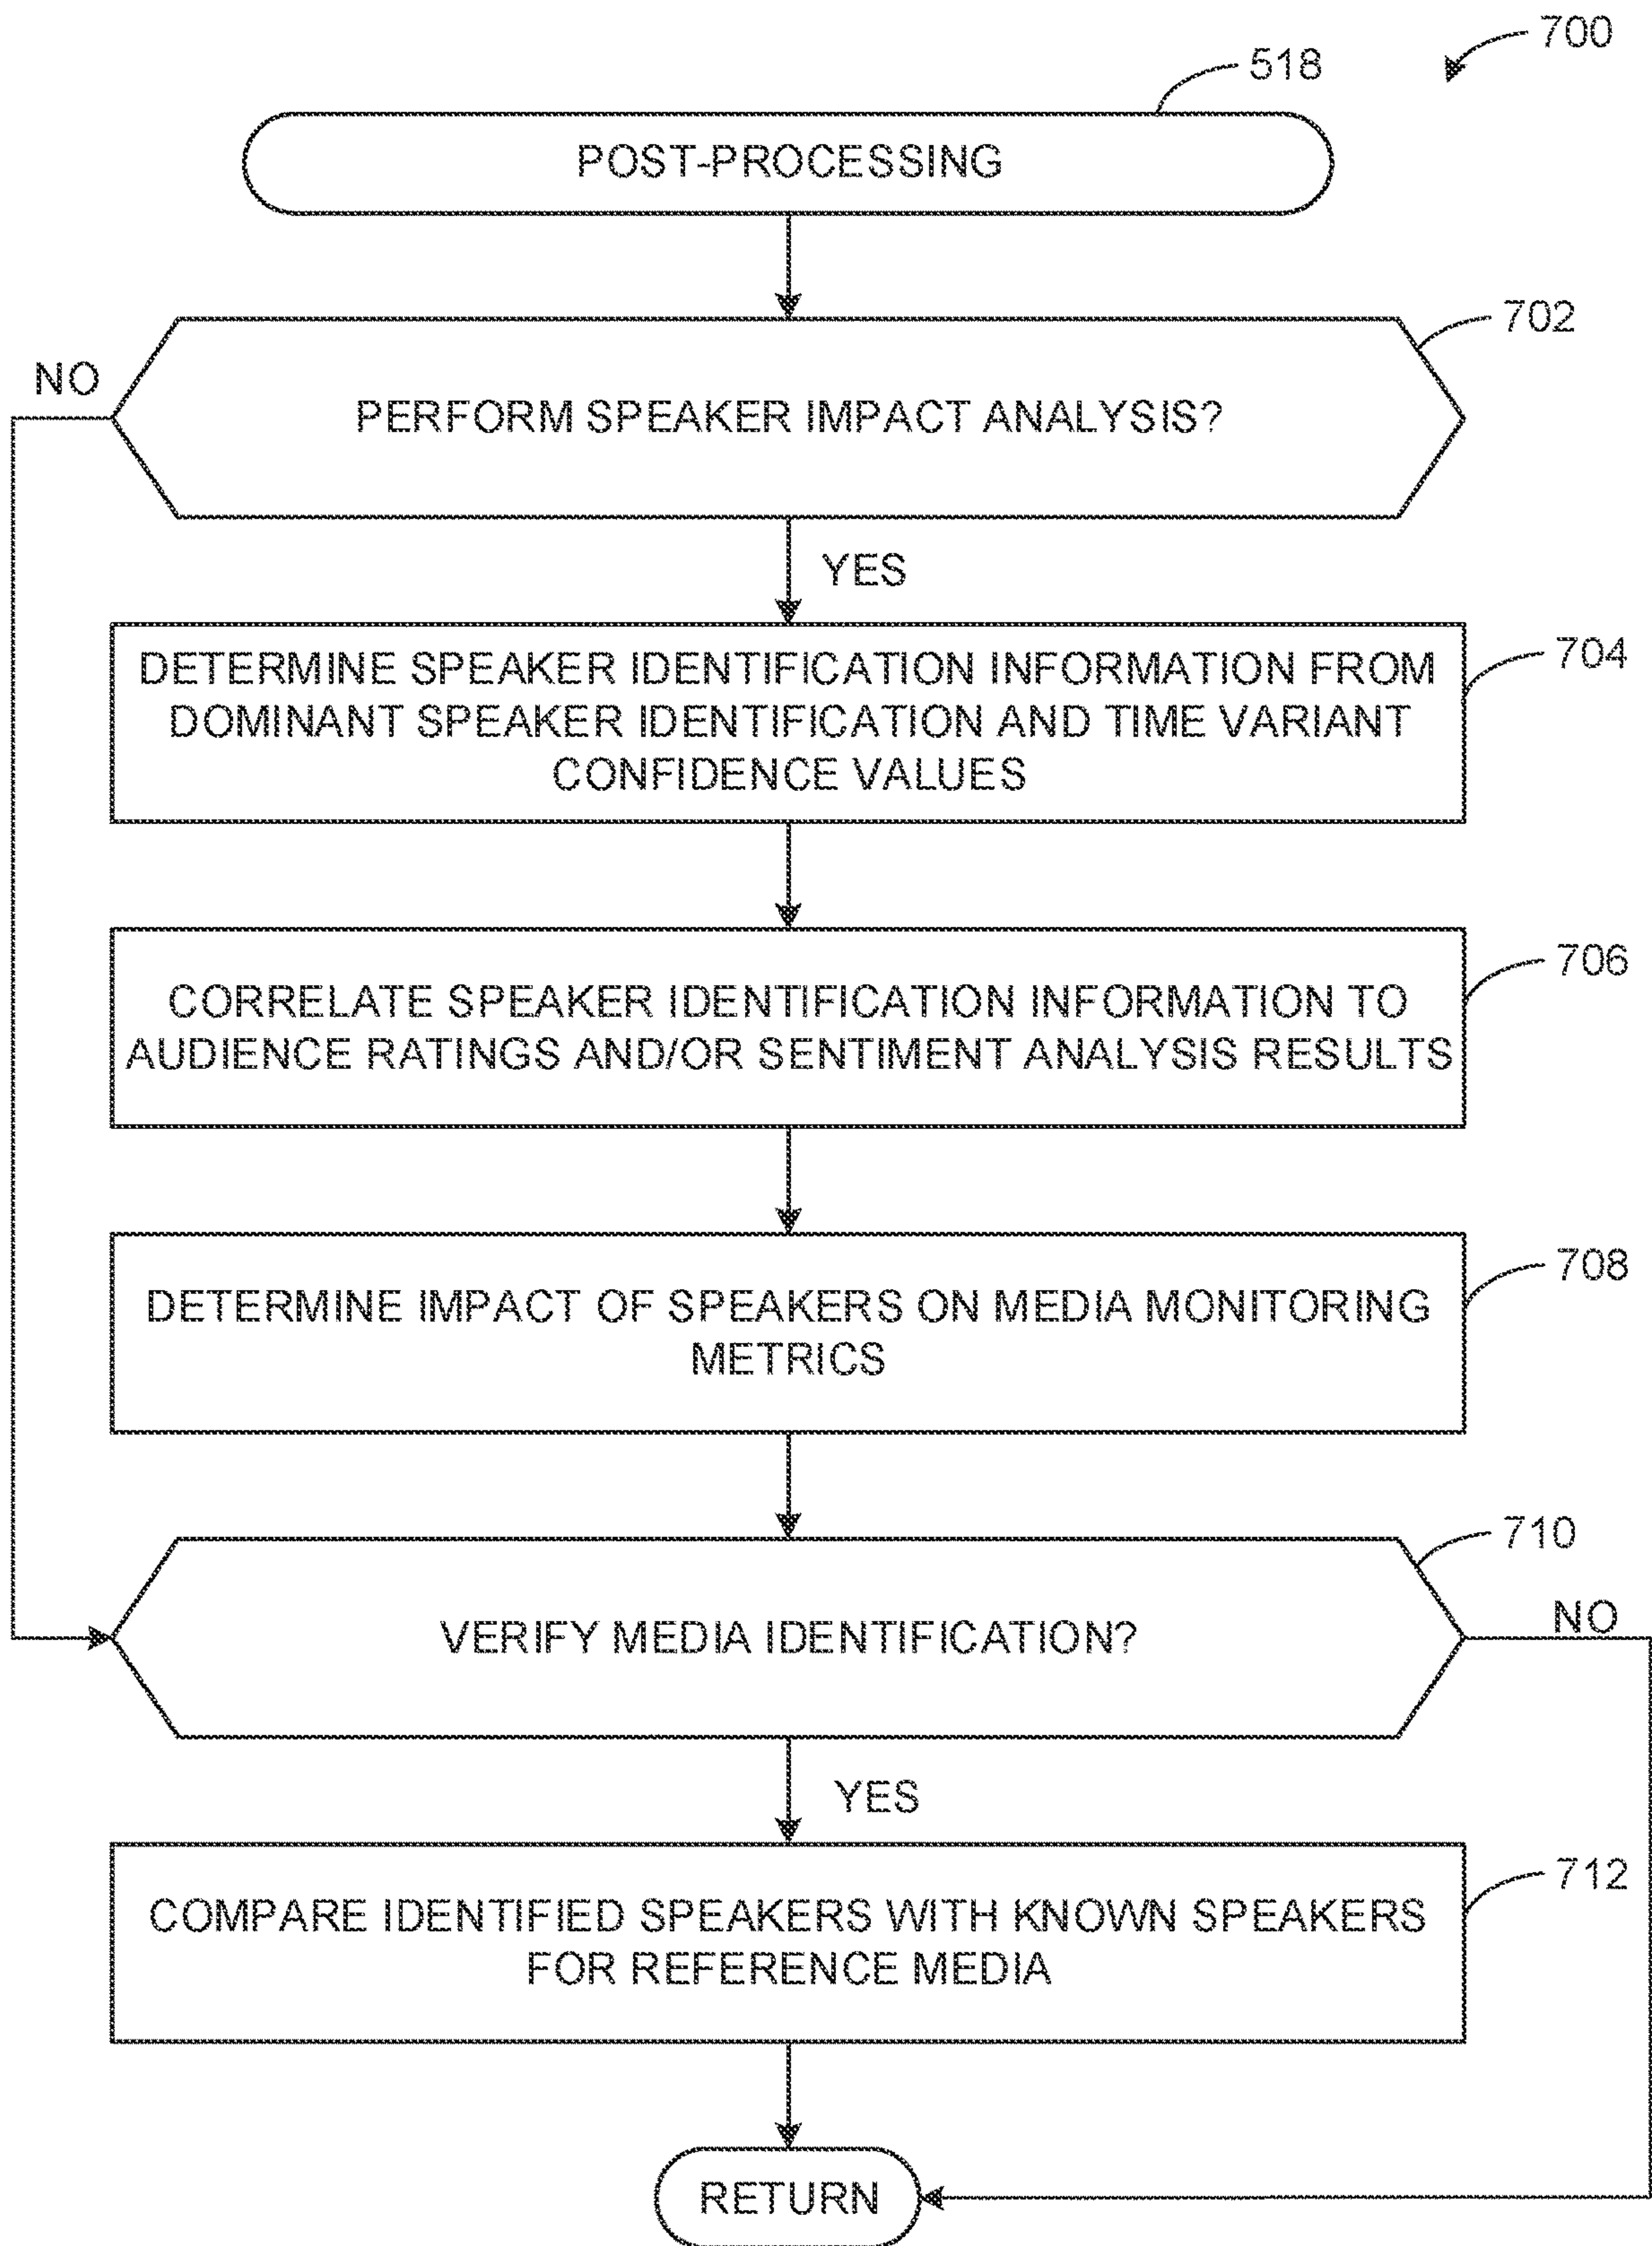 700
518
POST-PROCESSING
702
NO
PERFORM SPEAKER IMPACT ANALYSIS?
YES
704
DETERMINE SPEAKER IDENTIFICATION INFORMATION FROM
DOMINANT SPEAKER IDENTIFICATION AND TIME VARIANT
CONFIDENCE VALUES
706
CORRELATE SPEAKER IDENTIFICATION INFORMATION TO
AUDIENCE RATINGS AND/OR SENTIMENT ANALYSIS RESULTS
708
DETERMINE IMPACT OF SPEAKERS ON MEDIA MONITORING
METRICS
710
VERIFY MEDIA IDENTIFICATION?
NO
YES
712
COMPARE IDENTIFIED SPEAKERS WITH KNOWN SPEAKERS
FOR REFERENCE MEDIA
RETURN